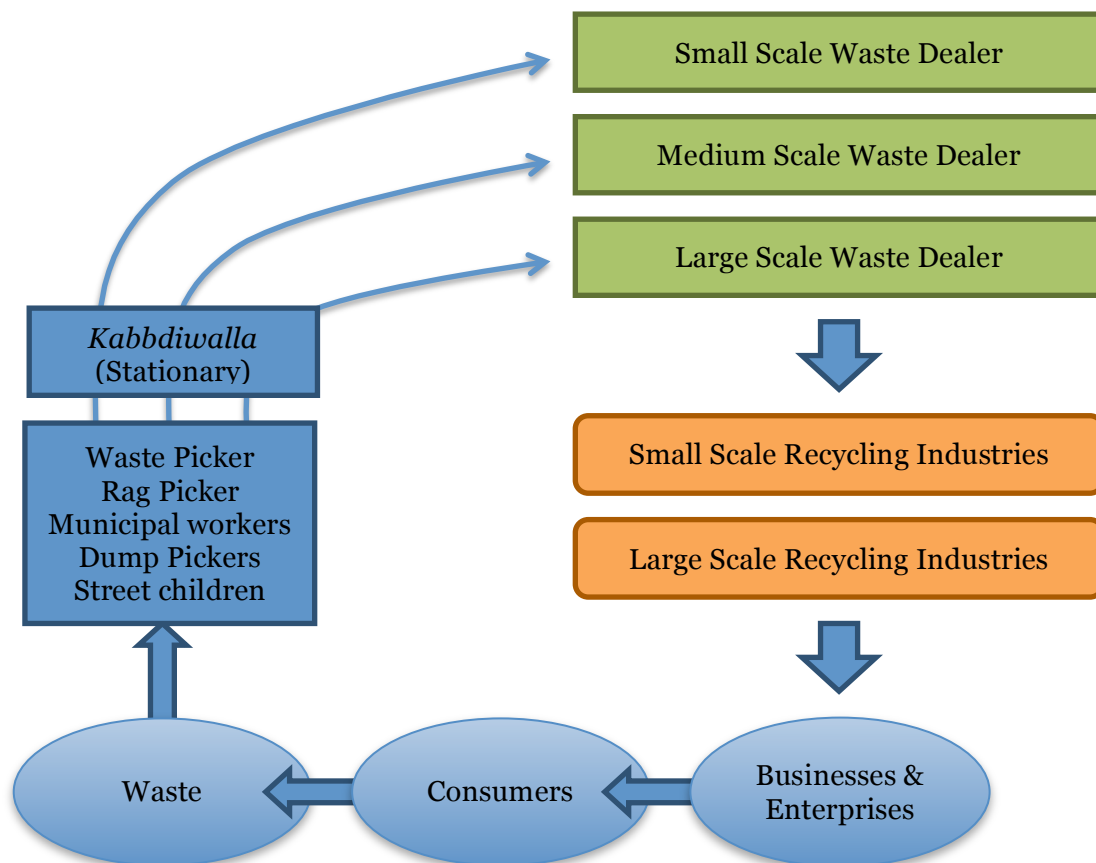 Small Scale Waste Dealer
Medium Scale Waste Dealer
Large Scale Waste Dealer
Kabbdiwalla
(Stationary)
Waste Picker
Rag Picker
Municipal workers
Dump Pickers
Street children
Small Scale Recycling Industries
Large Scale Recycling Industries
Waste
Consumers
Businesses &
Enterprises